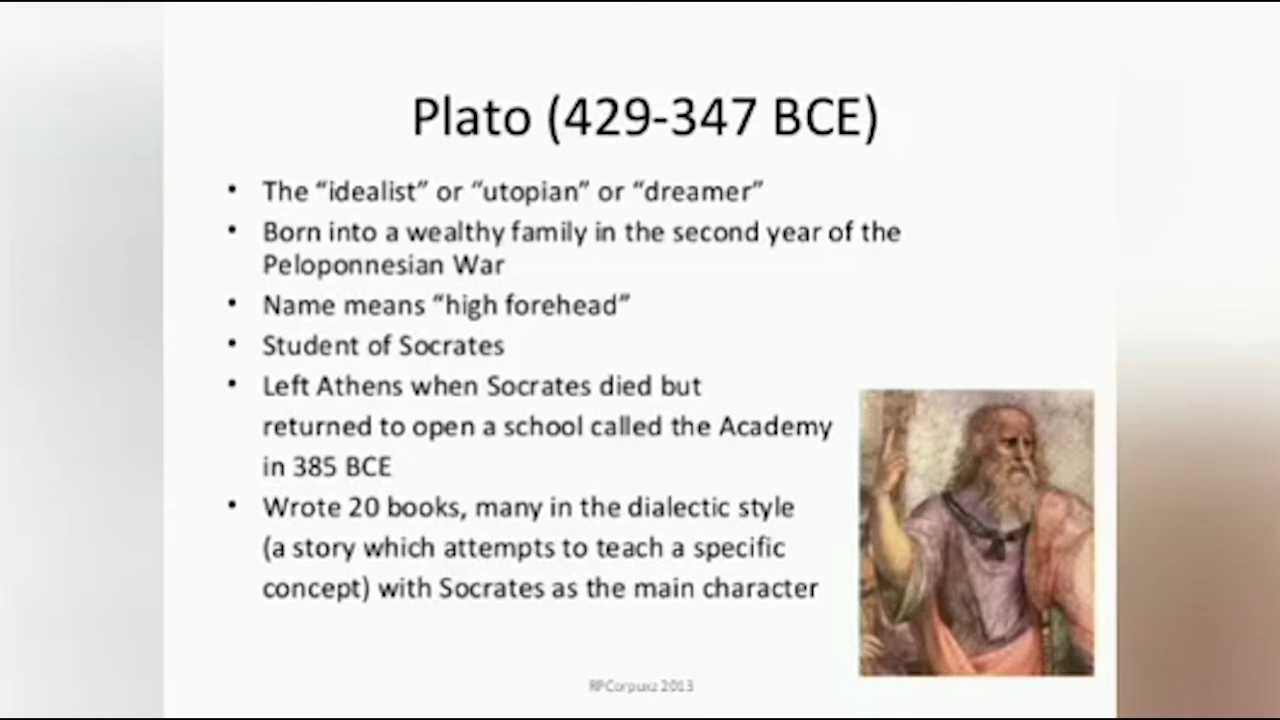 Plato (429-347 BCE)
• The “idealist” or “utopian” or “dreamer”
• Born into a wealthy family in the second year of the
Peloponnesian War
• Name means “high forehead”
• Student of Socrates
• Left Athens when Socrates died but
returned to open a school called the Academy
in 385 BCE
• Wrote 20 books, many in the dialectic style
(a story which attempts to teach a specific
concept) with Socrates as the main character
RPCorpuxz 2013